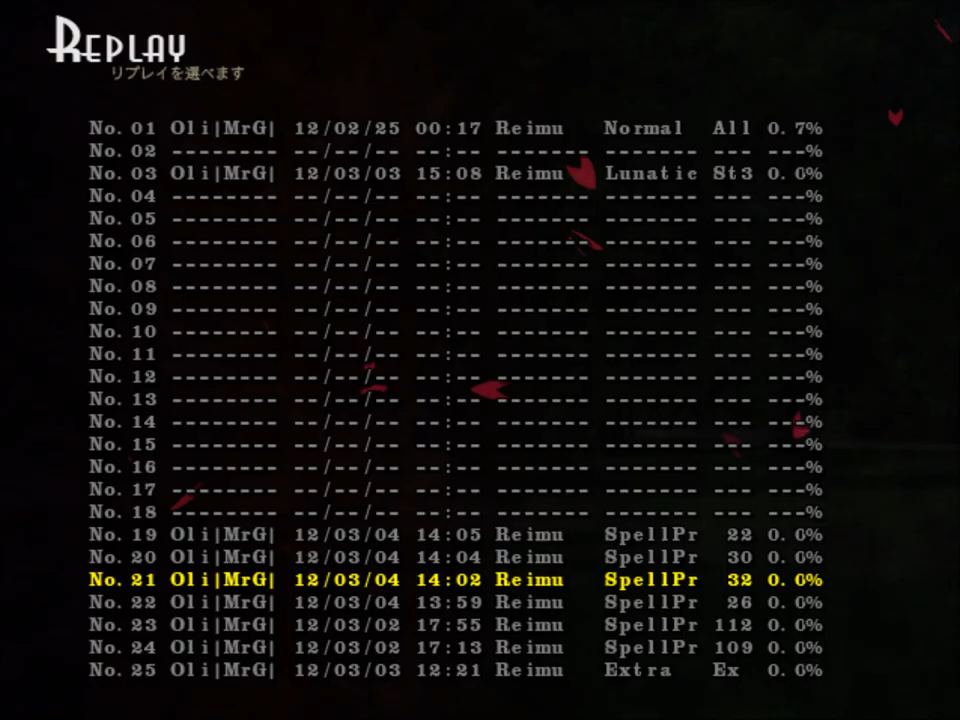 REPLAY
リプレイを選べます
No. 01 Oli|MrG| 12/02/25 00:17 Reimu Normal All 0.7%
No. 02 -------- --/--/-- --:-- ------- ------- --- ---%
No. 03 Oli|MrG| 12/03/03 15:08 Reimu Lunatic St3 0.0%
No. 04 -------- --/--/-- --:-- ------- ------- --- ---%
No. 05 -------- --/--/-- --:-- ------- ------- --- ---%
No. 06 -------- --/--/-- --:-- ------- ------- --- ---%
No. 07 -------- --/--/-- --:-- ------- ------- --- ---%
No. 08 -------- --/--/-- --:-- ------- ------- --- ---%
No. 09 -------- --/--/-- --:-- ------- ------- --- ---%
No. 10 -------- --/--/-- --:-- ------- ------- --- ---%
No. 11 -------- --/--/-- --:-- ------- ------- --- ---%
No. 12 -------- --/--/-- --:-- ------- ------- --- ---%
No. 13 -------- --/--/-- --:-- ------- ------- --- ---%
No. 14 -------- --/--/-- --:-- ------- ------- --- ---%
No. 15 -------- --/--/-- --:-- ------- ------- --- ---%
No. 16 -------- --/--/-- --:-- ------- ------- --- ---%
No. 17 -------- --/--/-- --:-- ------- ------- --- ---%
No. 18 -------- --/--/-- --:-- ------- ------- --- ---%
No. 19 Oli|MrG| 12/03/04 14:05 Reimu SpellPr 22 0.0%
No. 20 Oli|MrG| 12/03/04 14:04 Reimu SpellPr 30 0.0%
No. 21 Oli|MrG| 12/03/04 14:02 Reimu SpellPr 32 0.0%
No. 22 Oli|MrG| 12/03/04 13:59 Reimu SpellPr 26 0.0%
No. 23 Oli|MrG| 12/03/02 17:55 Reimu SpellPr 112 0.0%
No. 24 Oli|MrG| 12/03/02 17:13 Reimu SpellPr 109 0.0%
No. 25 Oli|MrG| 12/03/03 12:21 Reimu Extra Ex 0.0%